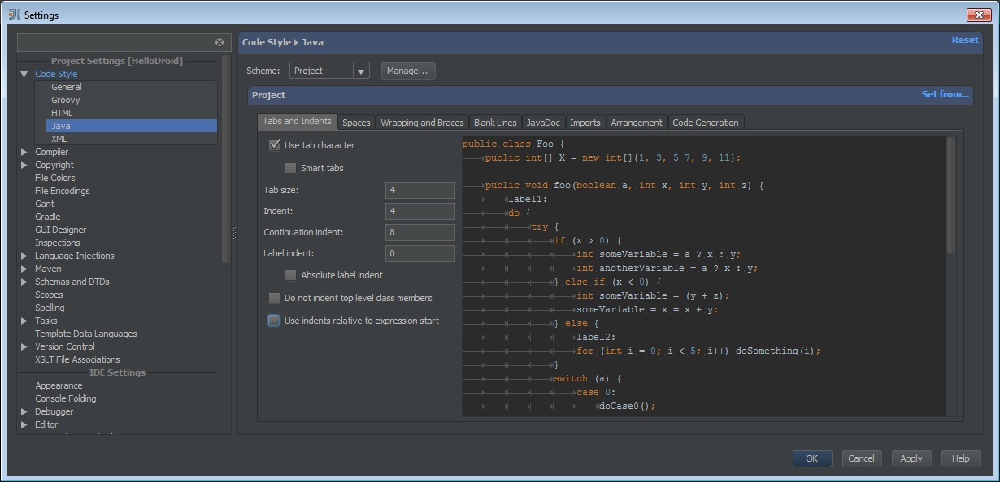 Settings
Project Settings [HelloDroid]
Code Style
General
Groovy
HTML
Java
XML
Compiler
Copyright
File Colors
File Encodings
Gant
Gradle
GUI Designer
Inspections
Language Injections
Maven
Schemas and DTDs
Scopes
Spelling
Tasks
Template Data Languages
Version Control
XSLT File Associations
IDE Settings
Appearance
Console Folding
Debugger
Editor
Code Style Java Reset
Scheme: Project Manage...
Project Set from...
Tabs and Indents Spaces Wrapping and Braces Blank Lines JavaDoc Imports Arrangement Code Generation
Use tab character
Smart tabs
Tab size: 4
Indent: 4
Continuation indent: 8
Label indent: 0
Absolute label indent
Do not indent top level class members
Use indents relative to expression start
public class Foo {
public int[] X = new int[]{1, 3, 5 7, 9, 11};
public void foo(boolean a, int x, int y, int z) {
label1:
do {
try {
if (x > 0) {
int someVariable = a ? x : y;
int anotherVariable = a ? x : y;
} else if (x < 0) {
int someVariable = (y + z);
someVariable = x = x + y;
} else {
label2:
for (int i = 0; i < 5; i++) doSomething(i);
}
switch (a) {
case 0:
doCase0();
OK Cancel Apply Help